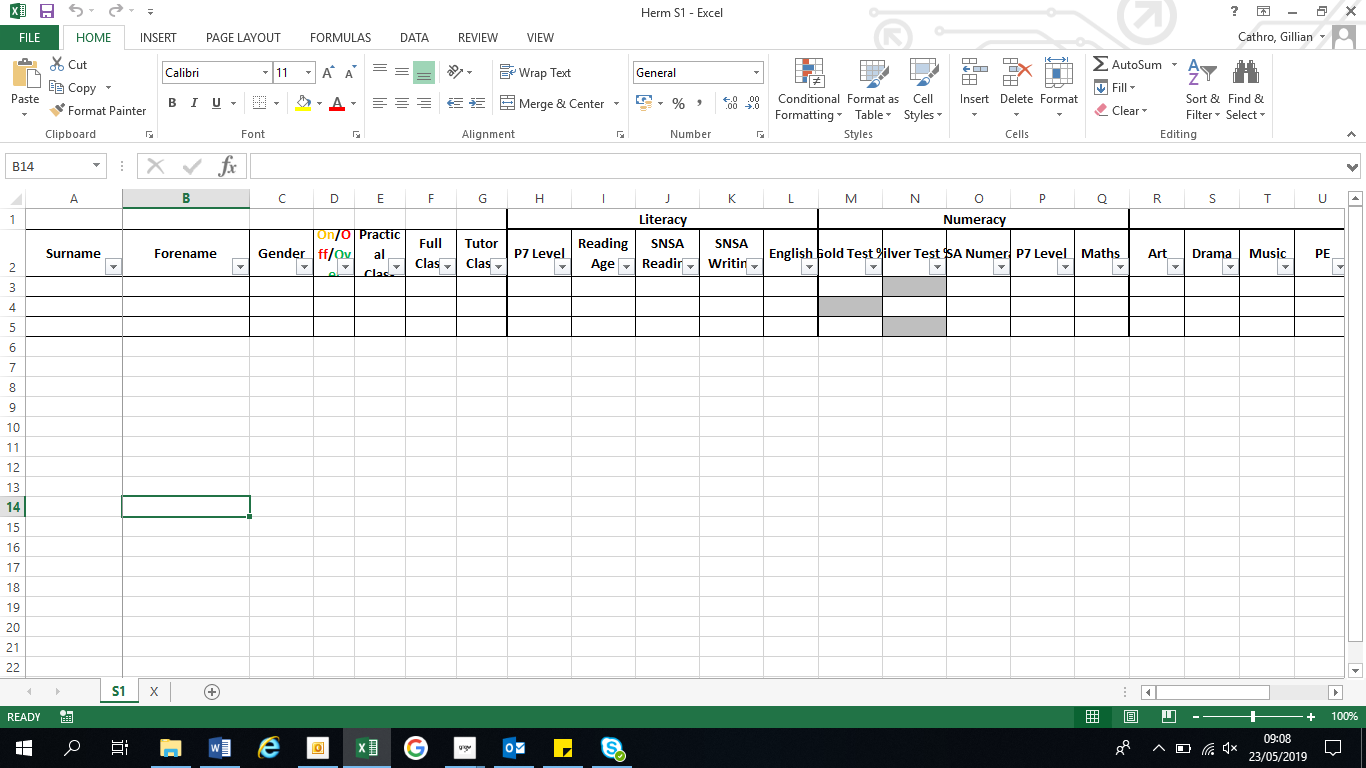 Herm S1 - Excel
?
FILE HOME INSERT PAGE LAYOUT FORMULAS DATA REVIEW VIEW
Cathro, Gillian
Paste
Cut
Copy
Format Painter
Clipboard
Calibri 11
B I U
A A
Font
Wrap Text
Merge & Center
Alignment
General
%
Number
Conditional Formatting
Format as Table
Cell Styles
Styles
Insert Delete Format
Cells
AutoSum
Fill
Clear
Sort & Filter
Find & Select
Editing
B14
fx
A B C D E F G H I J K L M N O P Q R S T U
1 Literacy Numeracy
2 Surname Forename Gender On/Off/Ov Practical Clas Full Clas Tutor Clas P7 Level Reading Age SNSA Readin SNSA Writin English Gold Test % ilver Test % SA Numera P7 Level Maths Art Drama Music PE
3
4
5
6
7
8
9
10
11
12
13
14
15
16
17
18
19
20
21
22
S1 X
READY
100%
09:08
23/05/2019